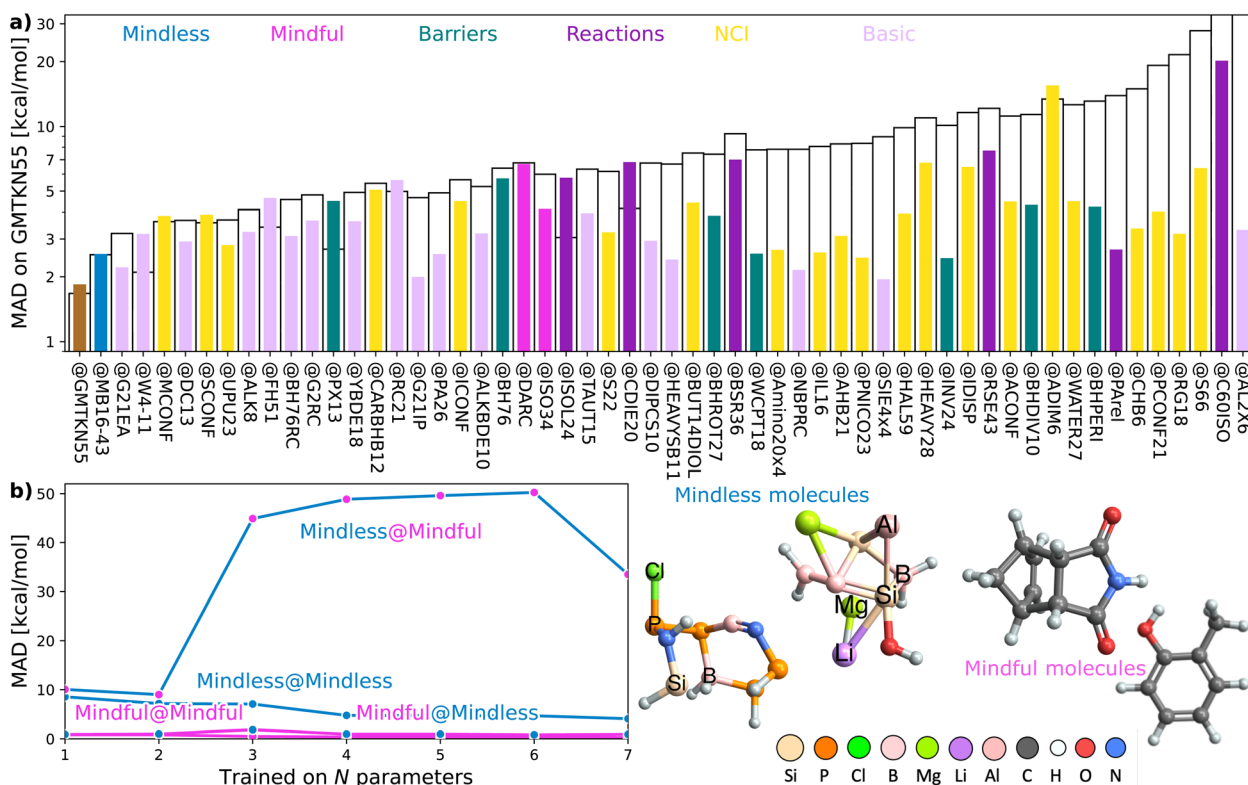 a)
Mindless Mindful Barriers Reactions NCI Basic
MAD on GMTKN55 [kcal/mol]
30
20
10
7
5
3
2
1
@GMTKN55
@MB16-43
@G21EA
@W4-11
@MCONF
@DC13
@SCONF
@UPU23
@ALK8
@FH51
@BH76RC
@G2RC
@PX13
@YBDE18
@CARBHB12
@RC21
@G21IP
@PA26
@ICONF
@ALKBDE10
@BH76
@DARC
@ISO34
@ISOL24
@TAUT15
@S22
@CDIE20
@DIPCS10
@HEAVYSB11
@BUT14DIOL
@BHROT27
@BSR36
@WCPT18
@Amino20x4
@NBPRC
@IL16
@AHB21
@PNICO23
@SIE4x4
@HAL59
@HEAVY28
@INV24
@IDISP
@RSE43
@ACONF
@BHDIV10
@ADIM6
@WATER27
@BHPERI
@PArel
@CHB6
@PCONF21
@RG18
@S66
@C60ISO
@AL2X6
b)
MAD [kcal/mol]
50
40
30
20
10
0
Mindless@Mindful
Mindless@Mindless
Mindful@Mindful
Mindful@Mindless
1 2 3 4 5 6 7
Trained on N parameters
Mindless molecules
Cl
P
Si
B
Al
B
Si
Mg
Li
Mindful molecules
Si P Cl B Mg Li Al C H O N